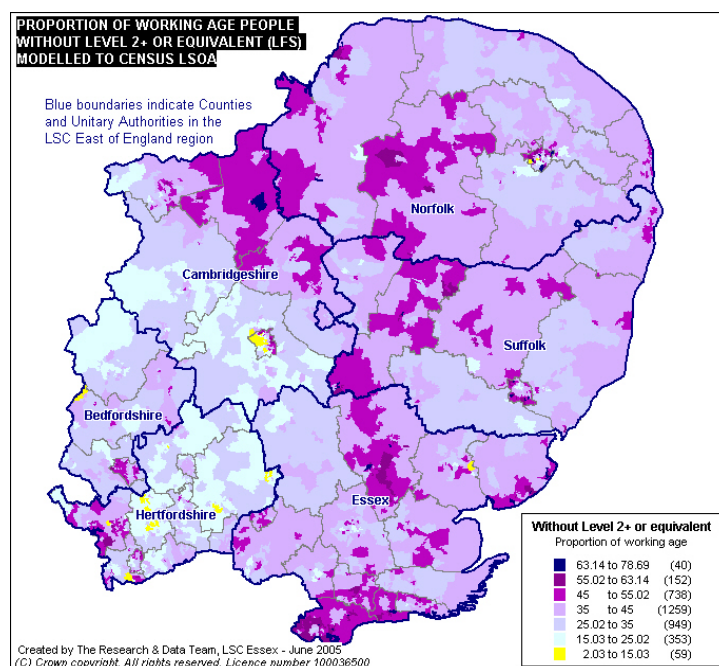 PROPORTION OF WORKING AGE PEOPLE
WITHOUT LEVEL 2+ OR EQUIVALENT (LFS)
MODELLED TO CENSUS LSOA
Blue boundaries indicate Counties
and Unitary Authorities in the
LSC East of England region
Norfolk
Cambridgeshire
Suffolk
Bedfordshire
Essex
Hertfordshire
Without Level 2+ or equivalent
Proportion of working age
63.14 to 78.69 (40)
55.02 to 63.14 (152)
45 to 55.02 (738)
35 to 45 (1259)
25.02 to 35 (949)
15.03 to 25.02 (353)
2.03 to 15.03 (59)
Created by The Research & Data Team, LSC Essex - June 2005
(C) Crown copyright. All rights reserved. Licence number 100036500